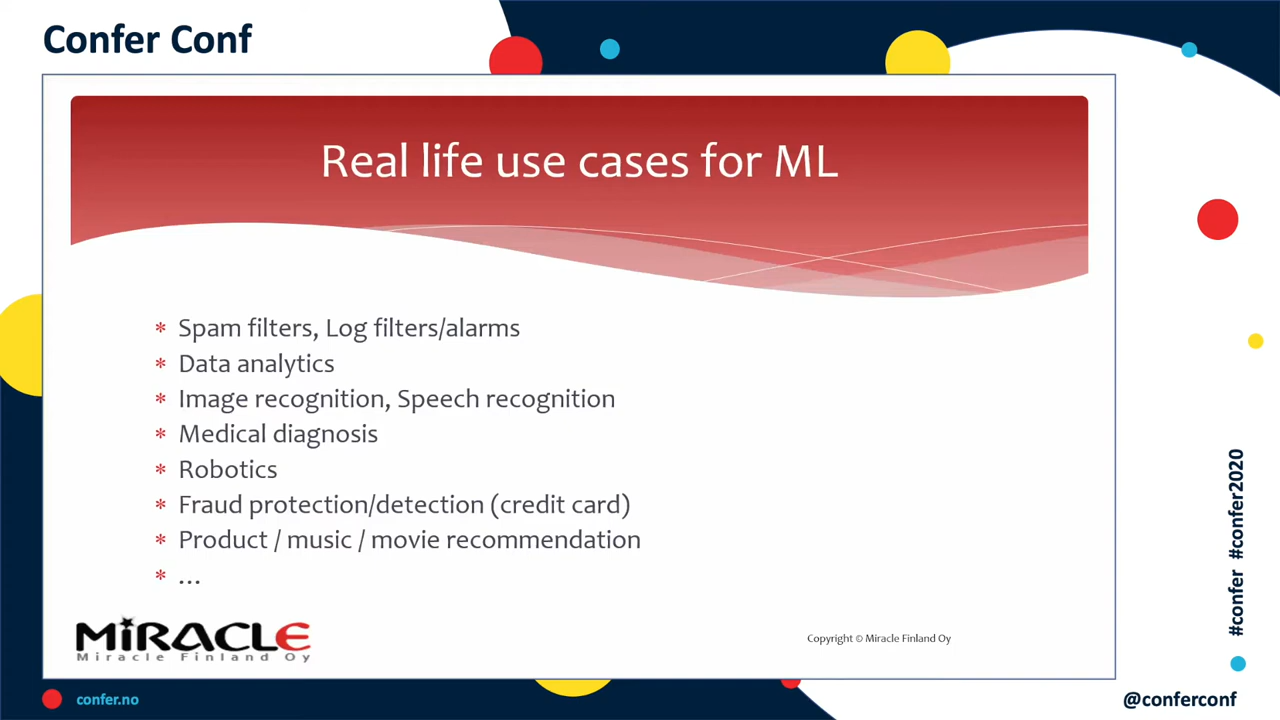 Confer Conf
Real life use cases for ML
* Spam filters, Log filters/alarms
* Data analytics
* Image recognition, Speech recognition
* Medical diagnosis
* Robotics
* Fraud protection/detection (credit card)
* Product / music / movie recommendation
* ...
MiRACLE
Miracle Finland Oy
Copyright © Miracle Finland Oy
#confer #confer2020
confer.no
@conferconf